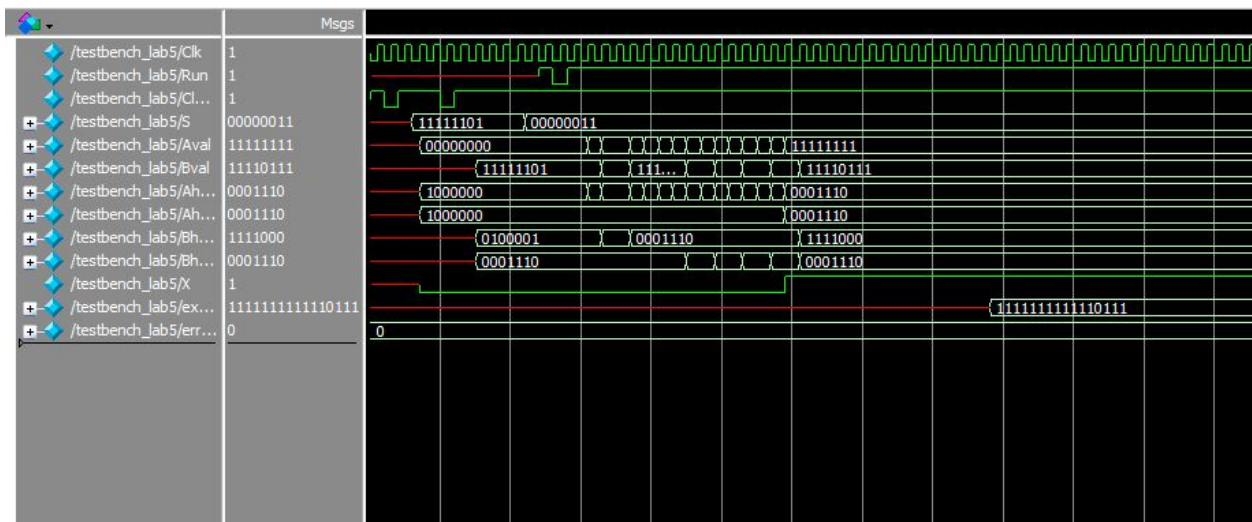 Msgs
/testbench_lab5/Clk 1
/testbench_lab5/Run 1
/testbench_lab5/Cl... 1
/testbench_lab5/S 00000011 11111101 00000011
/testbench_lab5/Aval 11111111 00000000 11111111
/testbench_lab5/Bval 11110111 11111101 111... 11110111
/testbench_lab5/Ah... 0001110 1000000 0001110
/testbench_lab5/Ah... 0001110 1000000 0001110
/testbench_lab5/Bh... 1111000 0100001 0001110 1111000
/testbench_lab5/Bh... 0001110 0001110 0001110
/testbench_lab5/X 1
/testbench_lab5/ex... 1111111111110111 1111111111110111
/testbench_lab5/err... 0 0